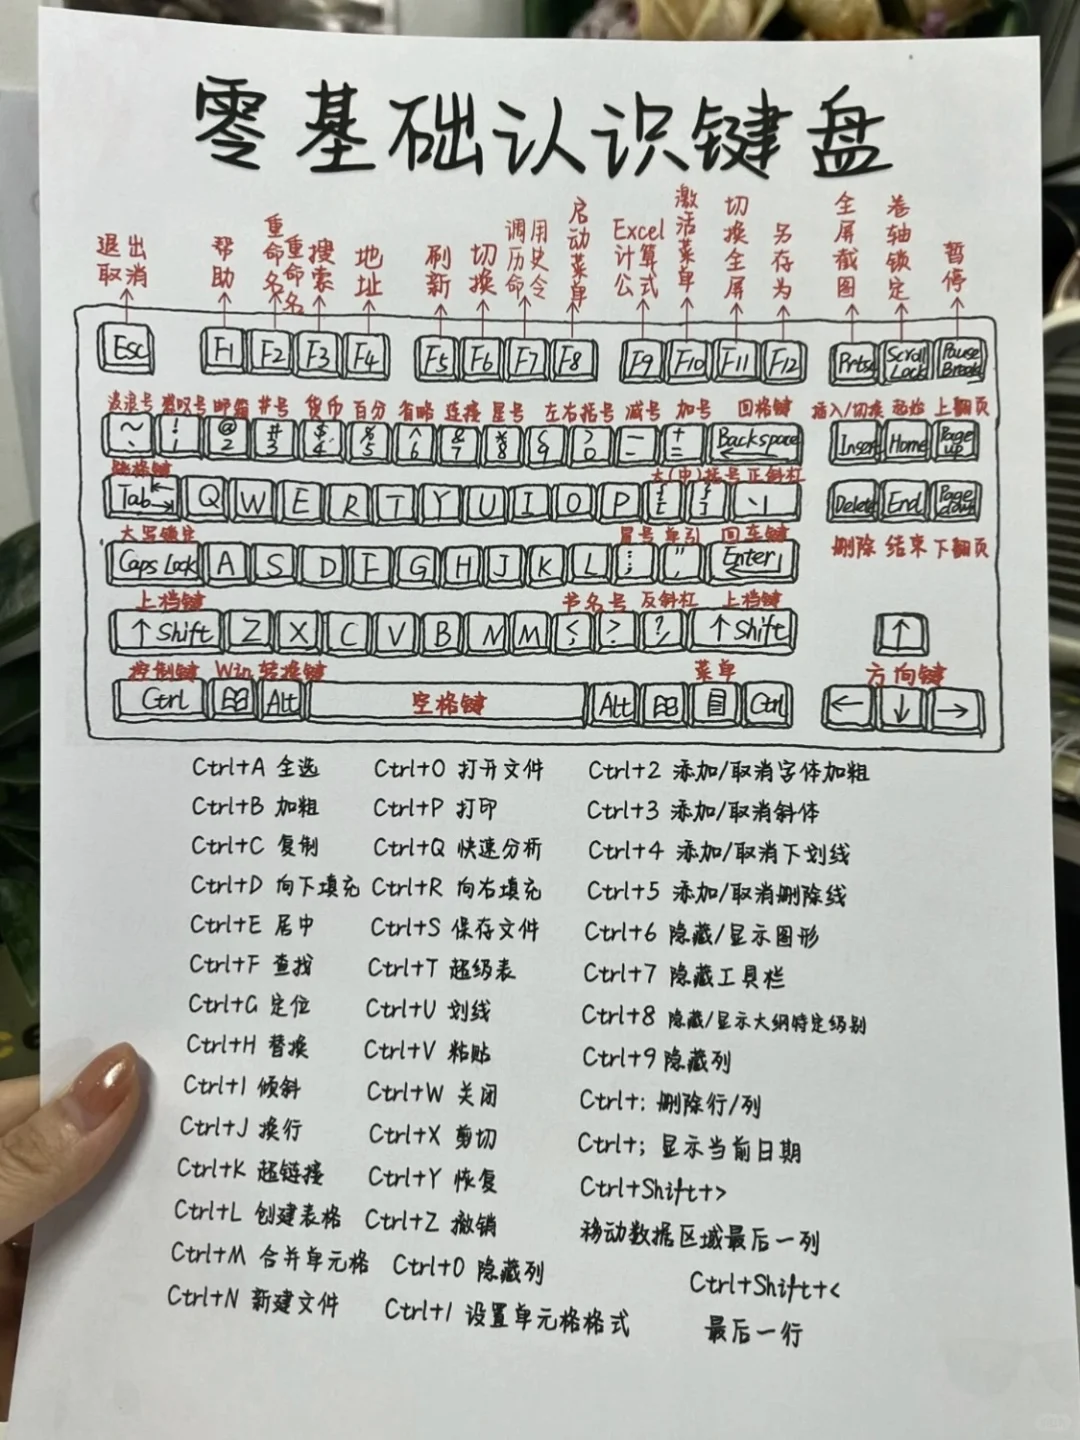 零基础认识键盘
退出取消 帮助 重命名 重命名 搜索 地址 刷新 切换 调用历史命令 启动菜单 Excel计算公式 激活菜单 切换全屏 另存为 全屏截图 卷轴锁定 暂停
Esc F1 F2 F3 F4 F5 F6 F7 F8 F9 F10 F11 F12 Prtsc Scroll Lock Pause Break
波浪号 感叹号 邮箱 井号 货币 百分 省略 连接 星号 左右括号 减号 加号 回格键 插入/切换 起始 上翻页
~ 、 ! 1 @ 2 # 3 $ 4 % 5 ^ 6 & 7 * 8 ( 9 ) 0 — - + = Backspace Insert Home Page up
Tab Q W E R T Y U I O P { [ } ] 、 | Delete End Page down
大(中)括号 正斜杠
大写锁定 冒号 单引 回车键 删除 结束 下翻页
Caps Lock A S D F G H J K L : ; " , Enter
上档键 书名号 反斜杠 上档键
↑ Shift Z X C V B N M < , > . ? / ↑ Shift ↑
控制键 Win 转换键 菜单 方向键
Ctrl Alt 空格键 Alt Ctrl ← ↓ →
Ctrl+A 全选 Ctrl+O 打开文件 Ctrl+2 添加/取消字体加粗
Ctrl+B 加粗 Ctrl+P 打印 Ctrl+3 添加/取消斜体
Ctrl+C 复制 Ctrl+Q 快速分析 Ctrl+4 添加/取消下划线
Ctrl+D 向下填充 Ctrl+R 向右填充 Ctrl+5 添加/取消删除线
Ctrl+E 居中 Ctrl+S 保存文件 Ctrl+6 隐藏/显示图形
Ctrl+F 查找 Ctrl+T 超级表 Ctrl+7 隐藏工具栏
Ctrl+G 定位 Ctrl+U 划线 Ctrl+8 隐藏/显示大纲特定级别
Ctrl+H 替换 Ctrl+V 粘贴 Ctrl+9 隐藏列
Ctrl+I 倾斜 Ctrl+W 关闭 Ctrl+: 删除行/列
Ctrl+J 换行 Ctrl+X 剪切 Ctrl+; 显示当前日期
Ctrl+K 超链接 Ctrl+Y 恢复 Ctrl+Shift+>
Ctrl+L 创建表格 Ctrl+Z 撤销 移动数据区域最后一列
Ctrl+M 合并单元格 Ctrl+0 隐藏列 Ctrl+Shift+<
Ctrl+N 新建文件 Ctrl+1 设置单元格格式 最后一行